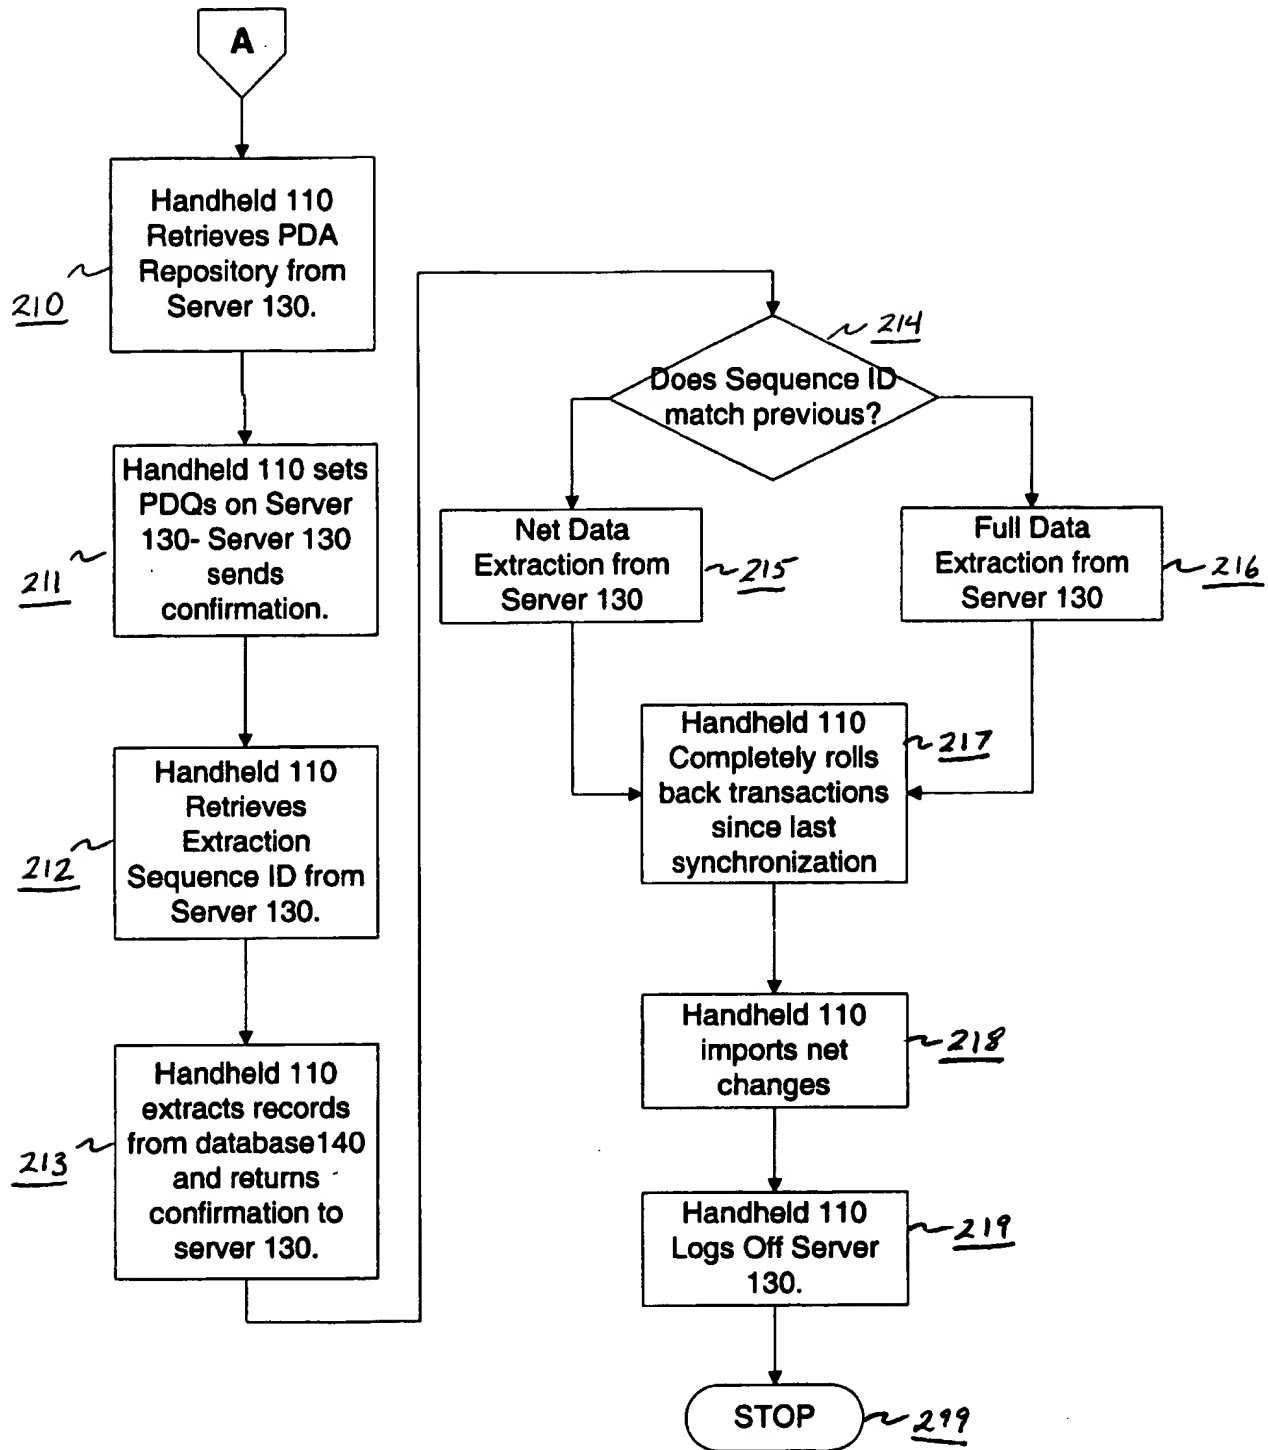 A
Handheld 110
Retrieves PDA
Repository from
Server 130.
210
Handheld 110 sets
PDQs on Server
130- Server 130
sends
confirmation.
211
Handheld 110
Retrieves
Extraction
Sequence ID from
Server 130.
212
Handheld 110
extracts records
from database140
and returns
confirmation to
server 130.
213
214
Does Sequence ID
match previous?
Net Data
Extraction from
Server 130
215
Full Data
Extraction from
Server 130
216
Handheld 110
Completely rolls
back transactions
since last
synchronization
217
Handheld 110
imports net
changes
218
Handheld 110
Logs Off Server
130.
219
STOP
299